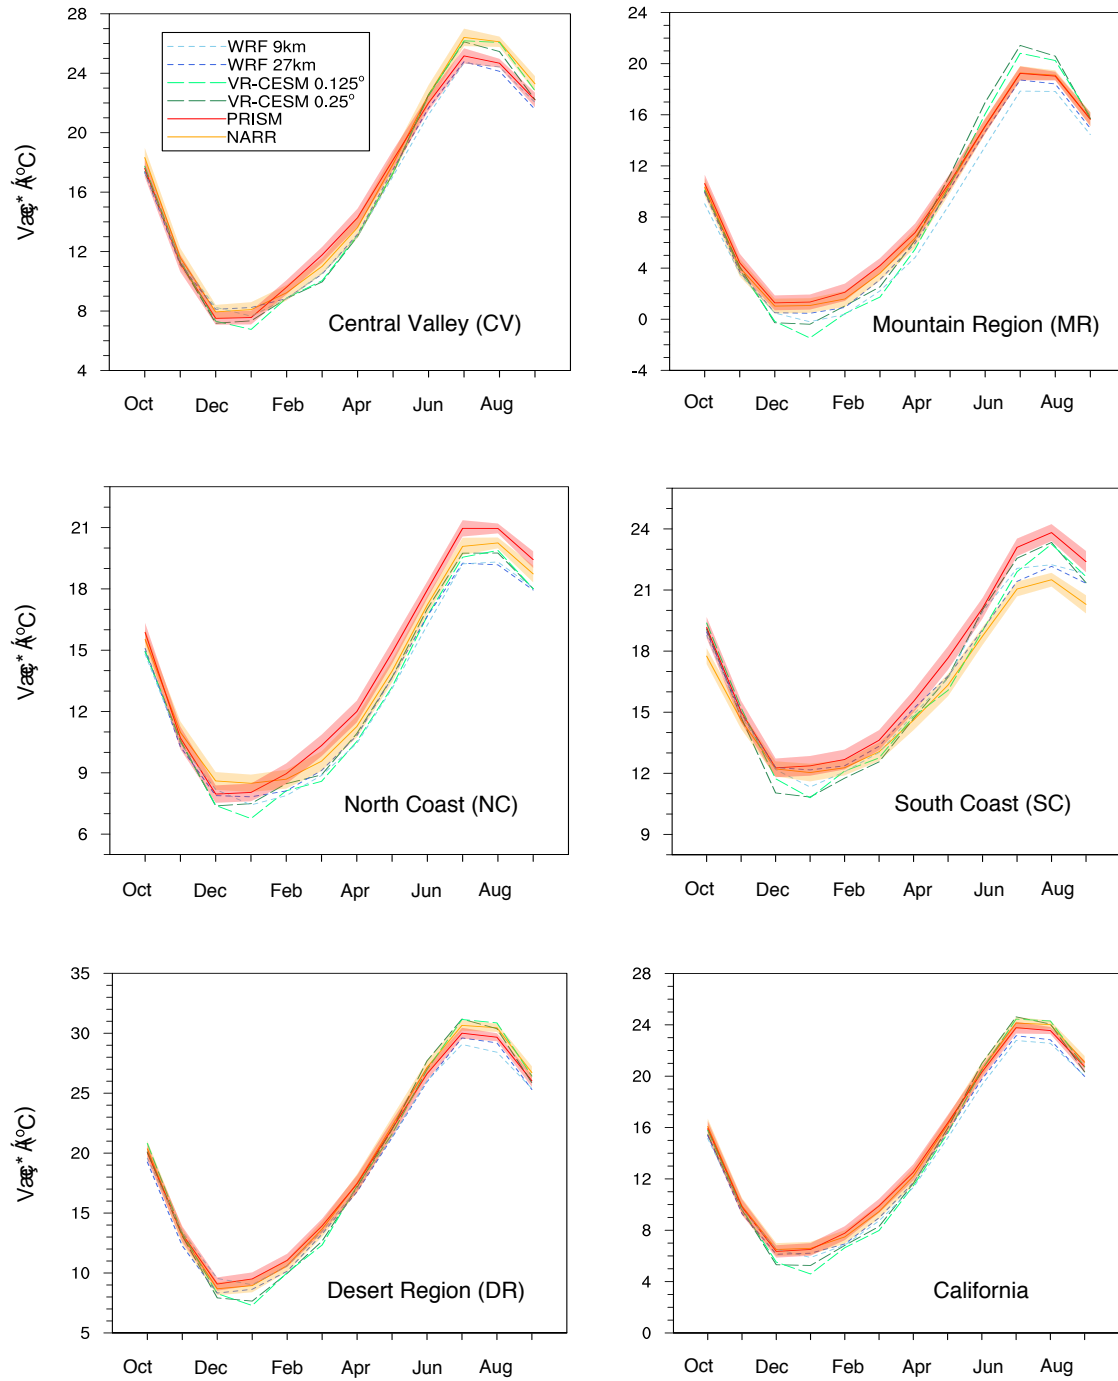 28
24
20
16
12
8
4
WRF 9km
WRF 27km
VR-CESM 0.125°
VR-CESM 0.25°
PRISM
NARR
Central Valley (CV)
Oct Dec Feb Apr Jun Aug
24
20
16
12
8
4
0
-4
Mountain Region (MR)
Oct Dec Feb Apr Jun Aug
21
18
15
12
9
6
North Coast (NC)
Oct Dec Feb Apr Jun Aug
24
21
18
15
12
9
South Coast (SC)
Oct Dec Feb Apr Jun Aug
35
30
25
20
15
10
5
Desert Region (DR)
Oct Dec Feb Apr Jun Aug
28
24
20
16
12
8
4
0
California
Oct Dec Feb Apr Jun Aug